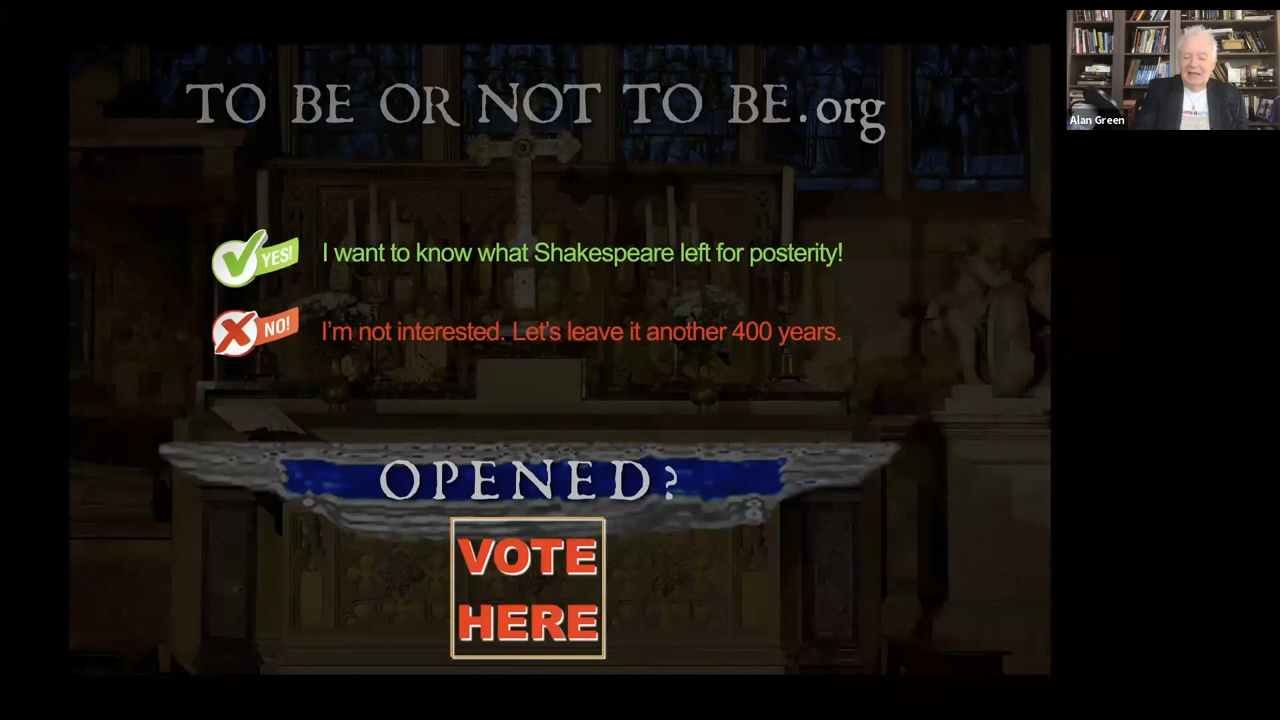 TO BE OR NOT TO BE.org
Alan Green
YES! I want to know what Shakespeare left for posterity!
NO! I'm not interested. Let's leave it another 400 years.
OPENED?
VOTE
HERE